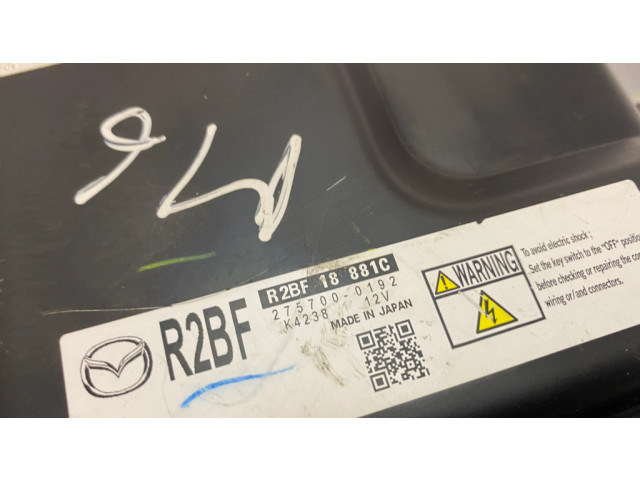 R2BF
R2BF 18 881C
275700-0192
K4238 12V
MADE IN JAPAN
WARNING
To avoid electric shock ;
Set the key switch to the "OFF" position
before checking or repairing the
wiring or/and connectors.